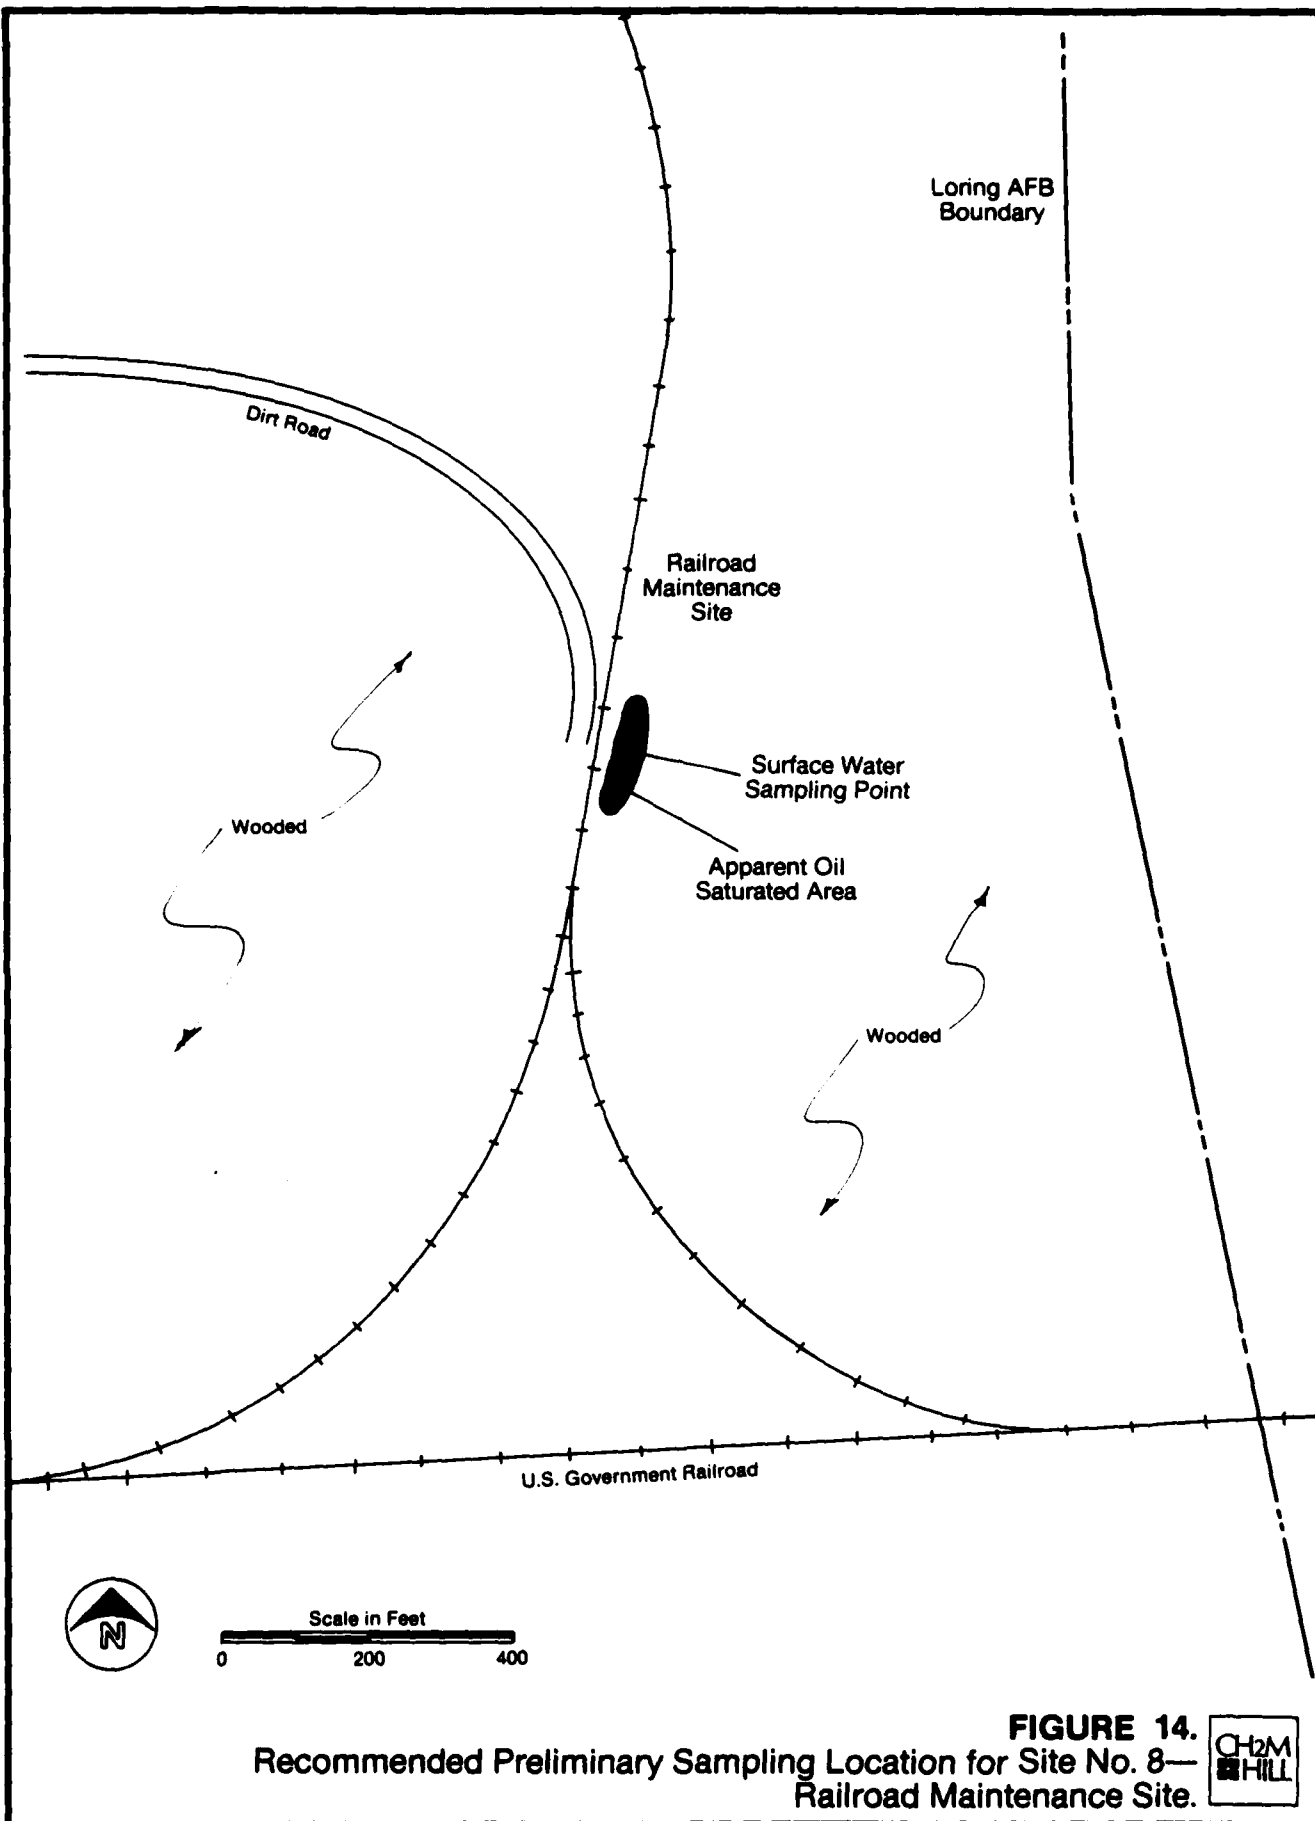 Loring AFB
Boundary
Dirt Road
Railroad
Maintenance
Site
Surface Water
Sampling Point
Wooded
Apparent Oil
Saturated Area
Wooded
U.S. Government Railroad
N
Scale in Feet
0 200 400
FIGURE 14.
Recommended Preliminary Sampling Location for Site No. 8—
Railroad Maintenance Site.
CH2M
HILL